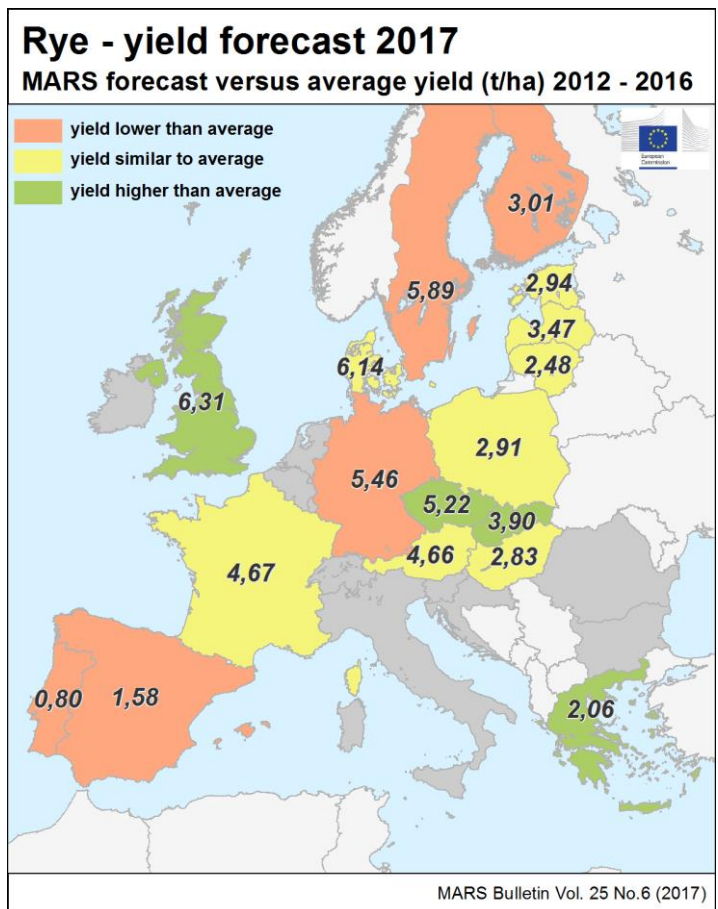 Rye - yield forecast 2017
MARS forecast versus average yield (t/ha) 2012 - 2016
yield lower than average
yield similar to average
yield higher than average
European
Commission
3,01
5,89
2,94
3,47
2,48
6,14
6,31
2,91
5,46
5,22
3,90
4,66
2,83
4,67
0,80
1,58
2,06
MARS Bulletin Vol. 25 No.6 (2017)